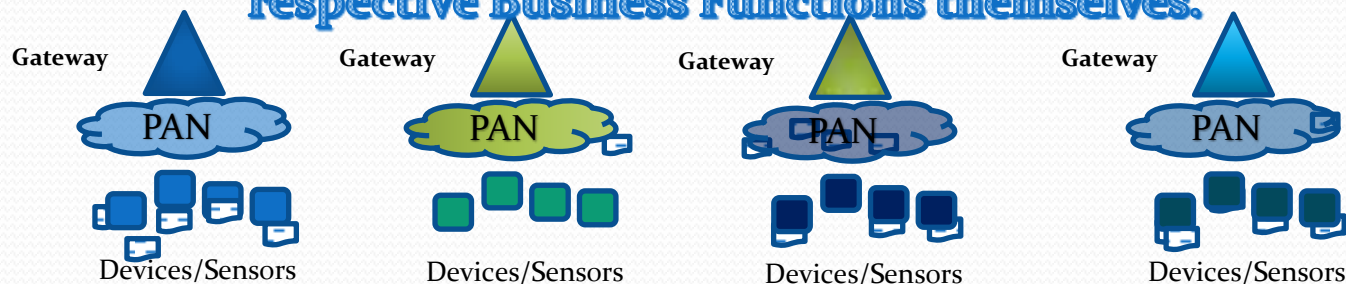 respective Business Functions themselves.
Gateway Gateway Gateway Gateway
PAN PAN PAN PAN
Devices/Sensors Devices/Sensors Devices/Sensors Devices/Sensors